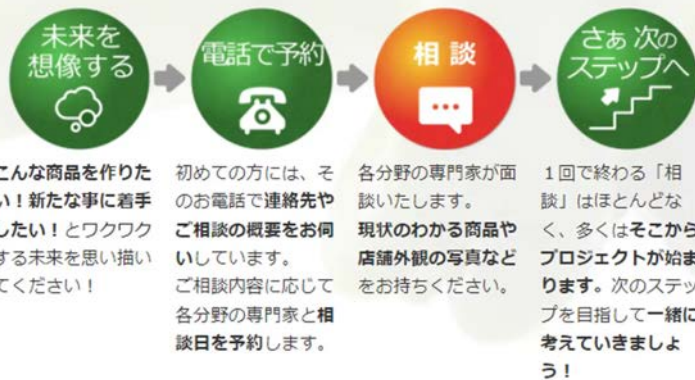 未来を
想像する
電話で予約
相談
さぁ 次の
ステップへ
こんな商品を作りた
い！新たな事に着手
したい！とワクワク
する未来を思い描い
てください！
初めての方には、そ
のお電話で連絡先や
ご相談の概要をお伺
いしています。
ご相談内容に応じて
各分野の専門家と相
談日を予約します。
各分野の専門家が面
談いたします。
現状のわかる商品や
店舗外観の写真など
をお持ちください。
１回で終わる「相
談」はほとんどな
く、多くはそこから
プロジェクトが始ま
ります。次のステッ
プを目指して一緒に
考えていきましょ
う！